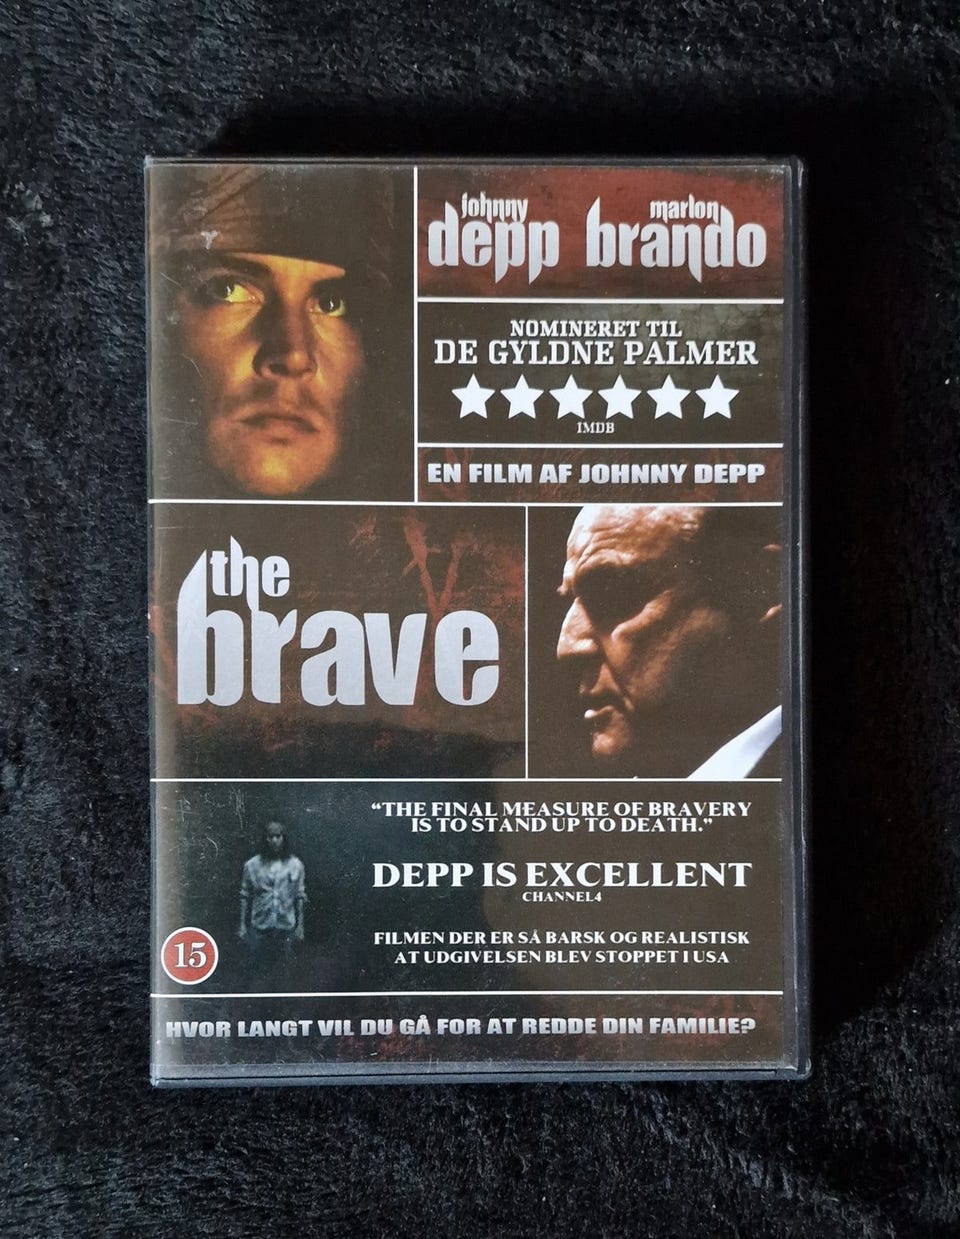 johnny depp
marlon brando
NOMINERET TIL
DE GYLDNE PALMER
IMDB
EN FILM AF JOHNNY DEPP
the
brave
“THE FINAL MEASURE OF BRAVERY
IS TO STAND UP TO DEATH.”
DEPP IS EXCELLENT
CHANNEL4
FILMEN DER ER SÅ BARSK OG REALISTISK
AT UDGIVELSEN BLEV STOPPET I USA
15
HVOR LANGT VIL DU GÅ FOR AT REDDE DIN FAMILIE?